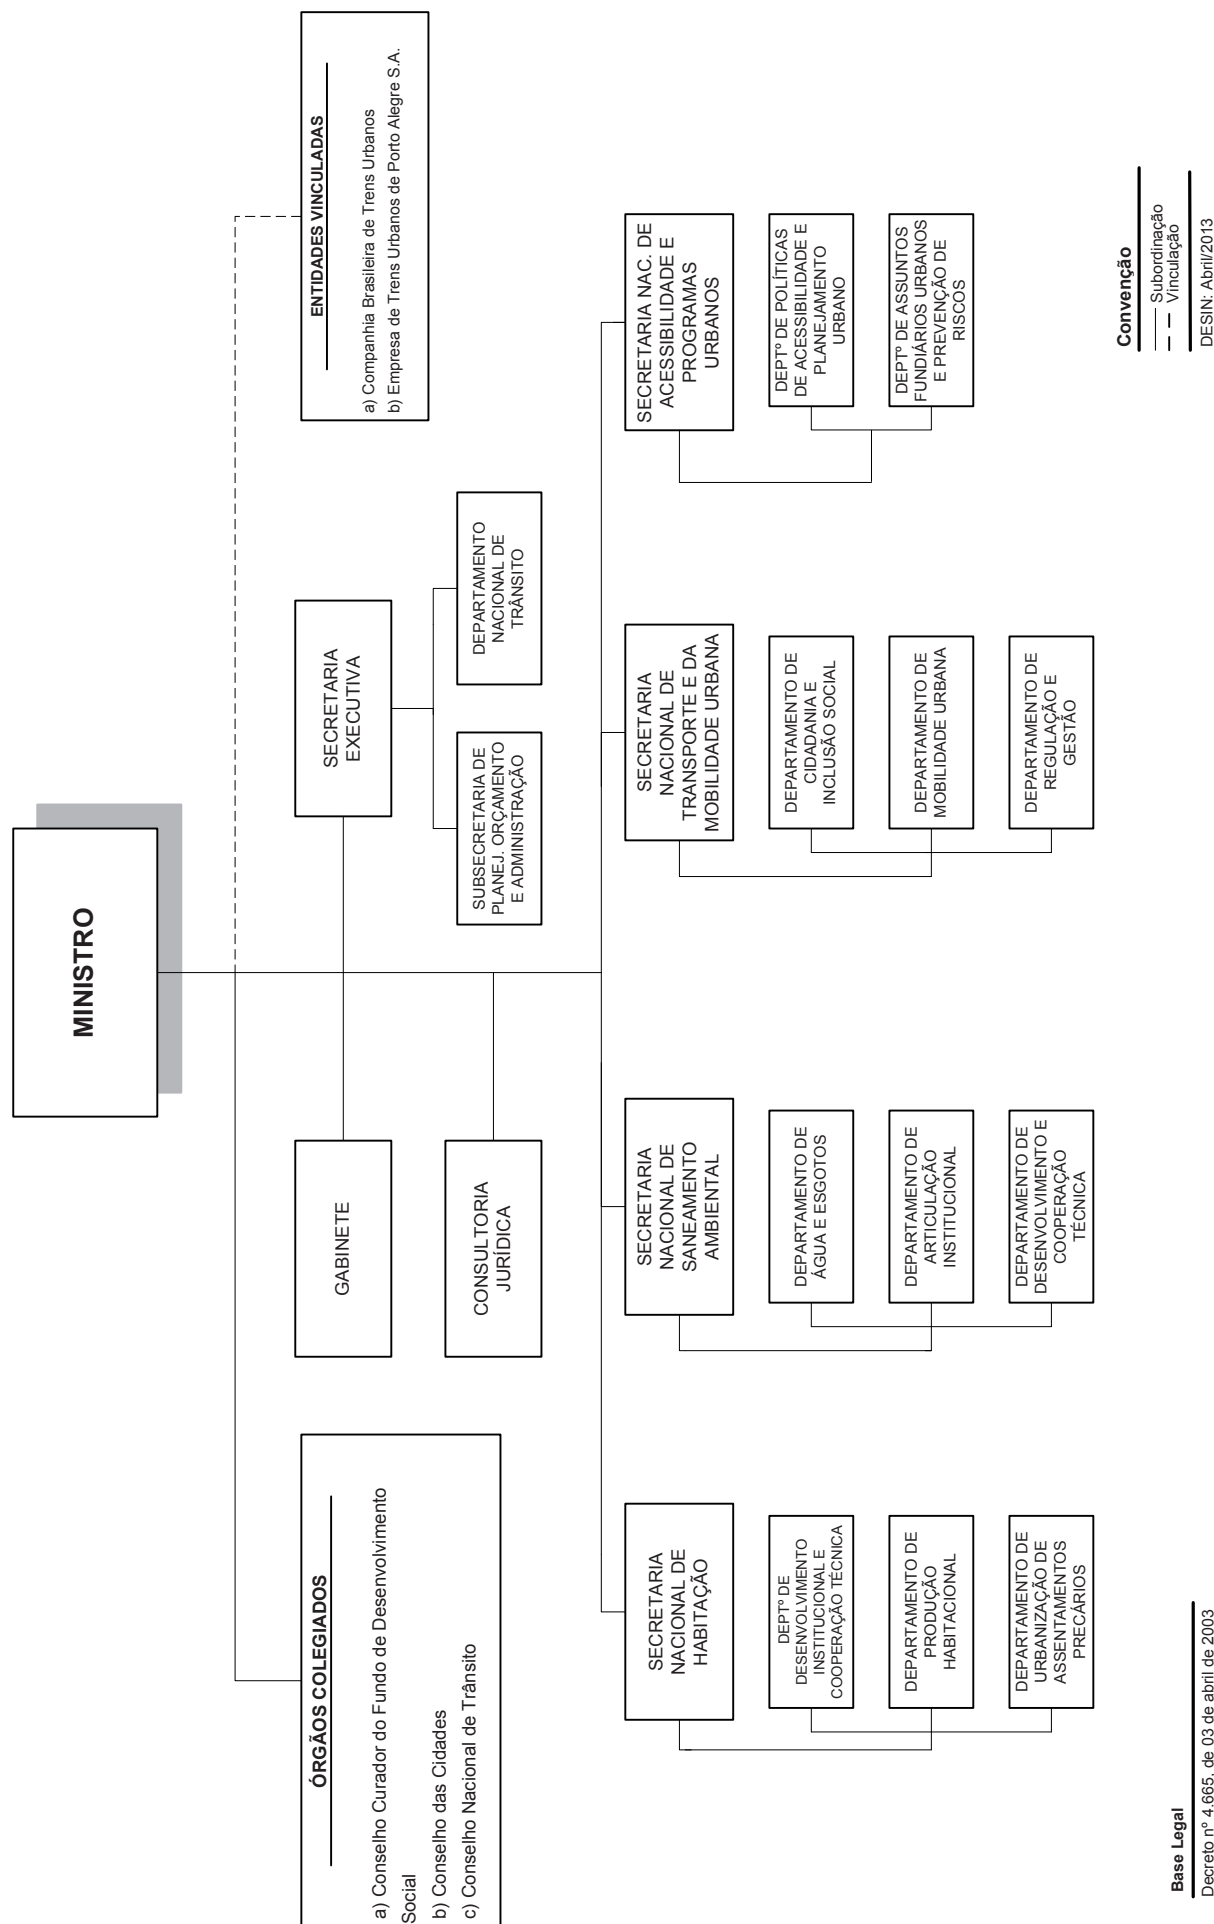 MINISTRO
ÓRGÃOS COLEGIADOS
a) Conselho Curador do Fundo de Desenvolvimento
Social
b) Conselho das Cidades
c) Conselho Nacional de Trânsito
GABINETE
CONSULTORIA
JURÍDICA
SECRETARIA
EXECUTIVA
SUBSECRETARIA DE
PLANEJ. ORÇAMENTO
E ADMINISTRAÇÃO
DEPARTAMENTO
NACIONAL DE
TRÂNSITO
ENTIDADES VINCULADAS
a) Companhia Brasileira de Trens Urbanos
b) Empresa de Trens Urbanos de Porto Alegre S.A.
SECRETARIA
NACIONAL DE
HABITAÇÃO
DEPTº DE
DESENVOLVIMENTO
INSTITUCIONAL E
COOPERAÇÃO TÉCNICA
DEPARTAMENTO DE
PRODUÇÃO
HABITACIONAL
DEPARTAMENTO DE
URBANIZAÇÃO DE
ASSENTAMENTOS
PRECÁRIOS
SECRETARIA
NACIONAL DE
SANEAMENTO
AMBIENTAL
DEPARTAMENTO DE
ÁGUA E ESGOTOS
DEPARTAMENTO DE
ARTICULAÇÃO
INSTITUCIONAL
DEPARTAMENTO DE
DESENVOLVIMENTO E
COOPERAÇÃO
TÉCNICA
SECRETARIA
NACIONAL DE
TRANSPORTE E DA
MOBILIDADE URBANA
DEPARTAMENTO DE
CIDADANIA E
INCLUSÃO SOCIAL
DEPARTAMENTO DE
MOBILIDADE URBANA
DEPARTAMENTO DE
REGULAÇÃO E
GESTÃO
SECRETARIA NAC. DE
ACESSIBILIDADE E
PROGRAMAS
URBANOS
DEPTº DE POLÍTICAS
DE ACESSIBILIDADE E
PLANEJAMENTO
URBANO
DEPTº DE ASSUNTOS
FUNDIÁRIOS URBANOS
E PREVENÇÃO DE
RISCOS
Base Legal
Decreto nº 4.665, de 03 de abril de 2003
Convenção
Subordinação
Vinculação
DESIN: Abril/2013